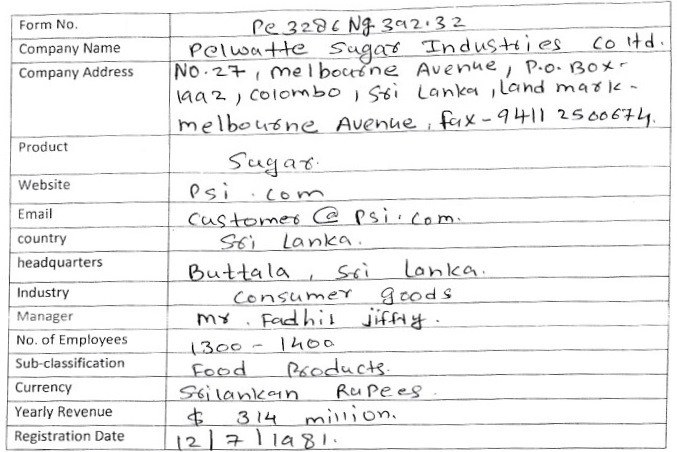 Form No. Pe 3286 Ng 392.32
Company Name Pelwatte Sugar Industries Co ltd.
Company Address NO.27, melbourne Avenue, P.O. Box-
1992, Colombo, Sri Lanka, Land mark-
melbourne Avenue, fax-9411 2500674.
Product Sugar.
Website Psi.com
Email Customer@psi.com.
country Sri Lanka.
headquarters Buttala, Sri Lanka.
Industry Consumer goods
Manager Mr. Fadhil jiffry.
No. of Employees 1300 - 1400
Sub-classification Food Products.
Currency Srilankan Rupees.
Yearly Revenue $ 314 million.
Registration Date 12/7/1981.